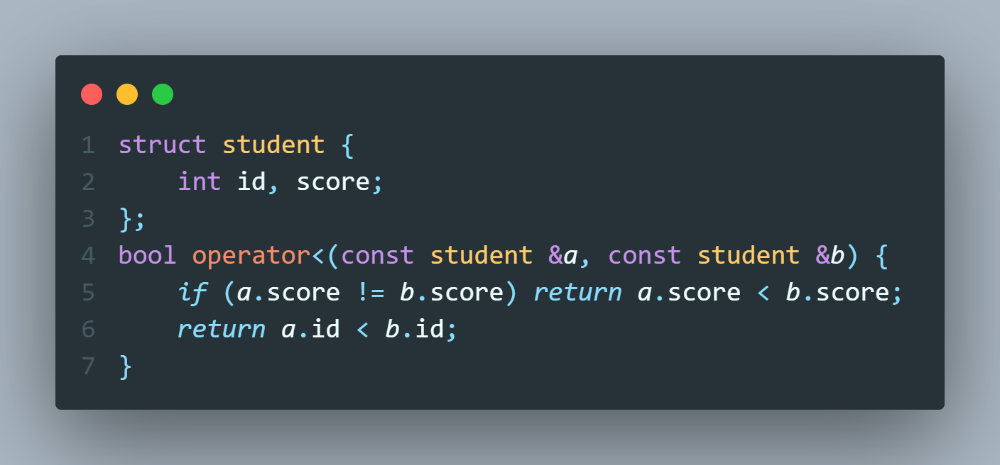 1 struct student {
2     int id, score;
3 };
4 bool operator<(const student &a, const student &b) {
5     if (a.score != b.score) return a.score < b.score;
6     return a.id < b.id;
7 }